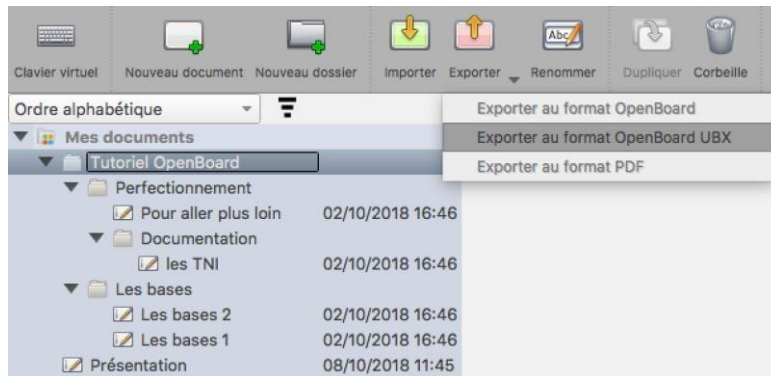 Clavier virtuel Nouveau document Nouveau dossier Importer Exporter Renommer Dupliquer Corbeille
Abc
Ordre alphabétique
Exporter au format OpenBoard
Mes documents
Exporter au format OpenBoard UBX
Tutoriel OpenBoard
Exporter au format PDF
Perfectionnement
Pour aller plus loin 02/10/2018 16:46
Documentation
les TNI 02/10/2018 16:46
Les bases
Les bases 2 02/10/2018 16:46
Les bases 1 02/10/2018 16:46
Présentation 08/10/2018 11:45